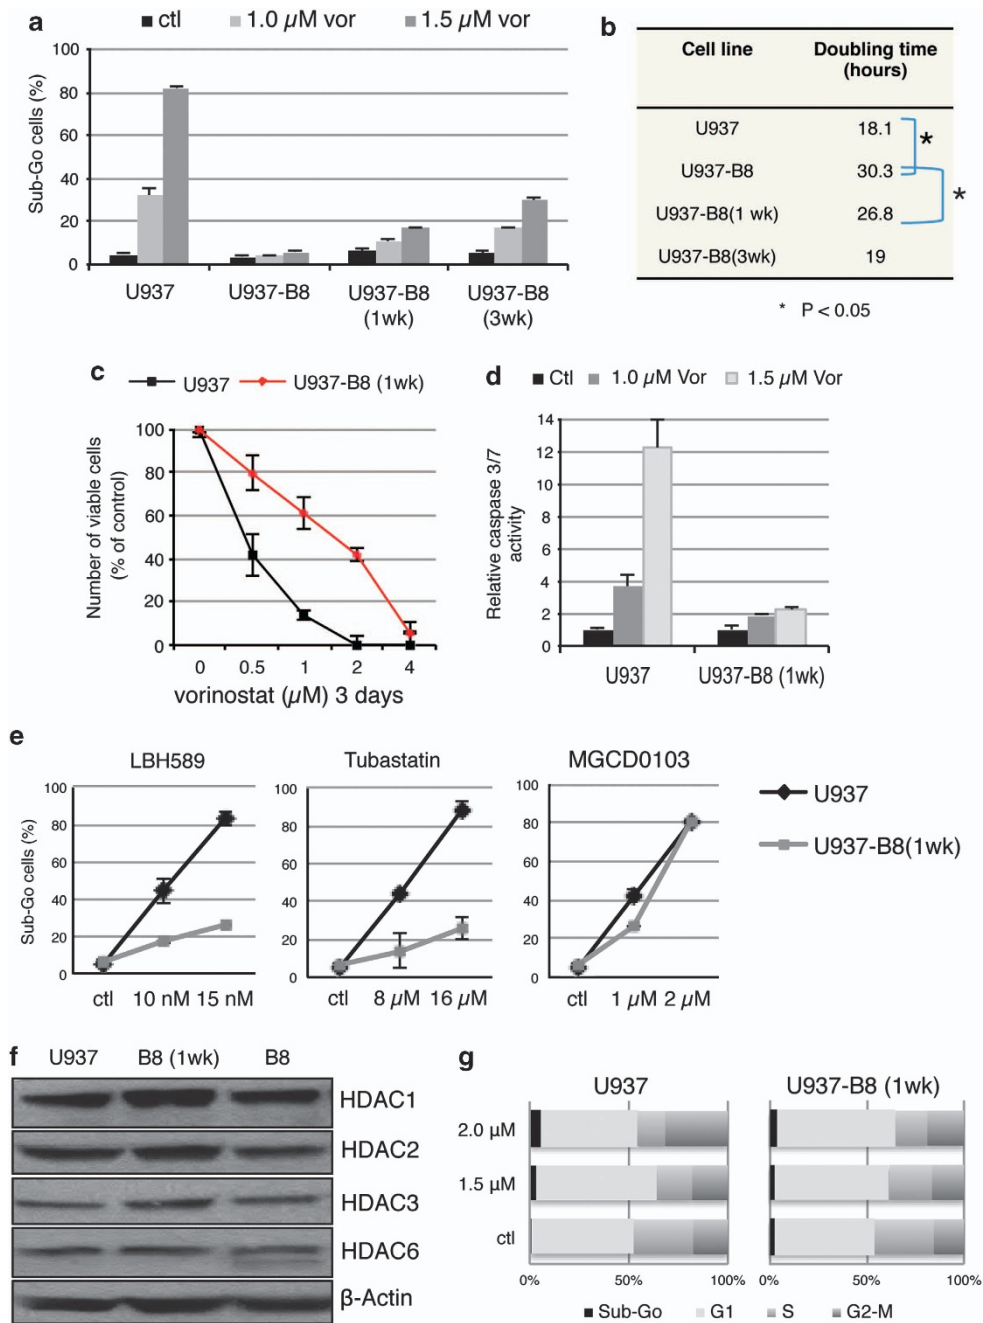 a
ctl 1.0 µM vor 1.5 µM vor
Sub-Go cells (%)
100
80
60
40
20
0
U937 U937-B8 U937-B8 (1wk) U937-B8 (3wk)
b
Cell line Doubling time (hours)
U937 18.1
U937-B8 30.3
U937-B8(1 wk) 26.8
U937-B8(3wk) 19
*
*
* P < 0.05
c
U937 U937-B8 (1wk)
Number of viable cells
(% of control)
100
80
60
40
20
0
0 0.5 1 2 4
vorinostat (µM) 3 days
d
Ctl 1.0 µM Vor 1.5 µM Vor
Relative caspase 3/7
activity
14
12
10
8
6
4
2
0
U937 U937-B8 (1wk)
e
LBH589
Sub-Go cells (%)
100
80
60
40
20
0
ctl 10 nM 15 nM
Tubastatin
100
80
60
40
20
0
ctl 8 µM 16 µM
MGCD0103
100
80
60
40
20
0
ctl 1 µM 2 µM
U937
U937-B8(1wk)
f
U937 B8 (1wk) B8
HDAC1
HDAC2
HDAC3
HDAC6
β-Actin
g
U937 U937-B8 (1wk)
2.0 µM
1.5 µM
ctl
0% 50% 100% 0% 50% 100%
Sub-Go G1 S G2-M